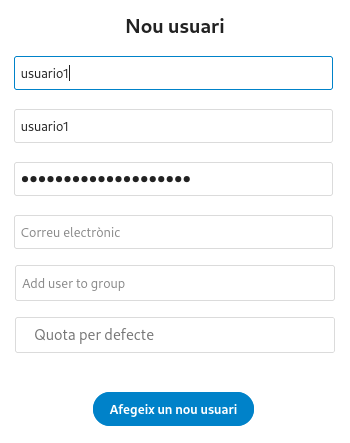 Nou usuari
usuario1
usuario1
●●●●●●●●●●●●●●●●●●●●
Correu electrònic
Add user to group
Quota per defecte
Afegeix un nou usuari